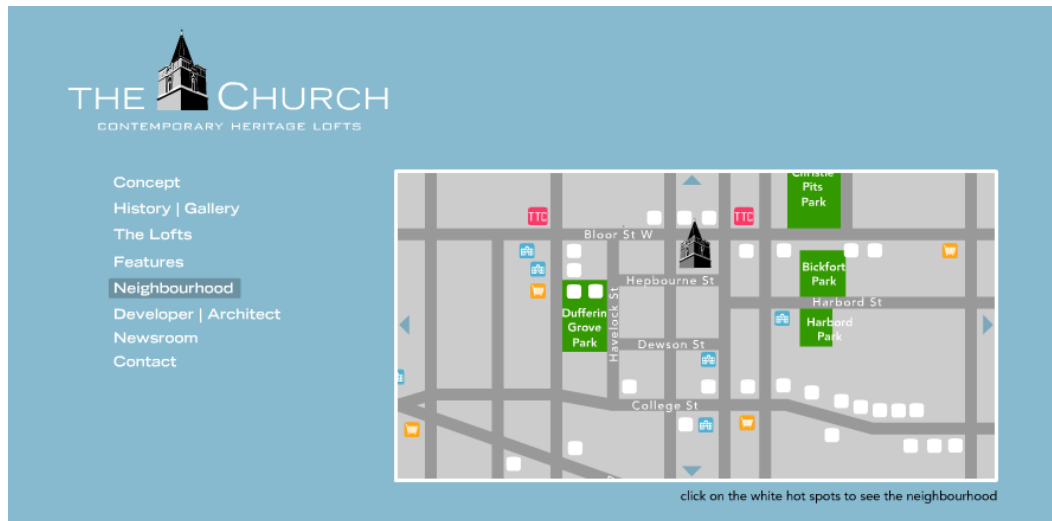 THE CHURCH
CONTEMPORARY HERITAGE LOFTS
Concept
History | Gallery
The Lofts
Features
Neighbourhood
Developer | Architect
Newsroom
Contact
Christie
Pits
Park
TTC
TTC
Bloor St W
Hepbourne St
Bickfort
Park
Harbord St
Dufferin
Grove
Park
Havelock St
Harbord
Park
Dewson St
College St
click on the white hot spots to see the neighbourhood